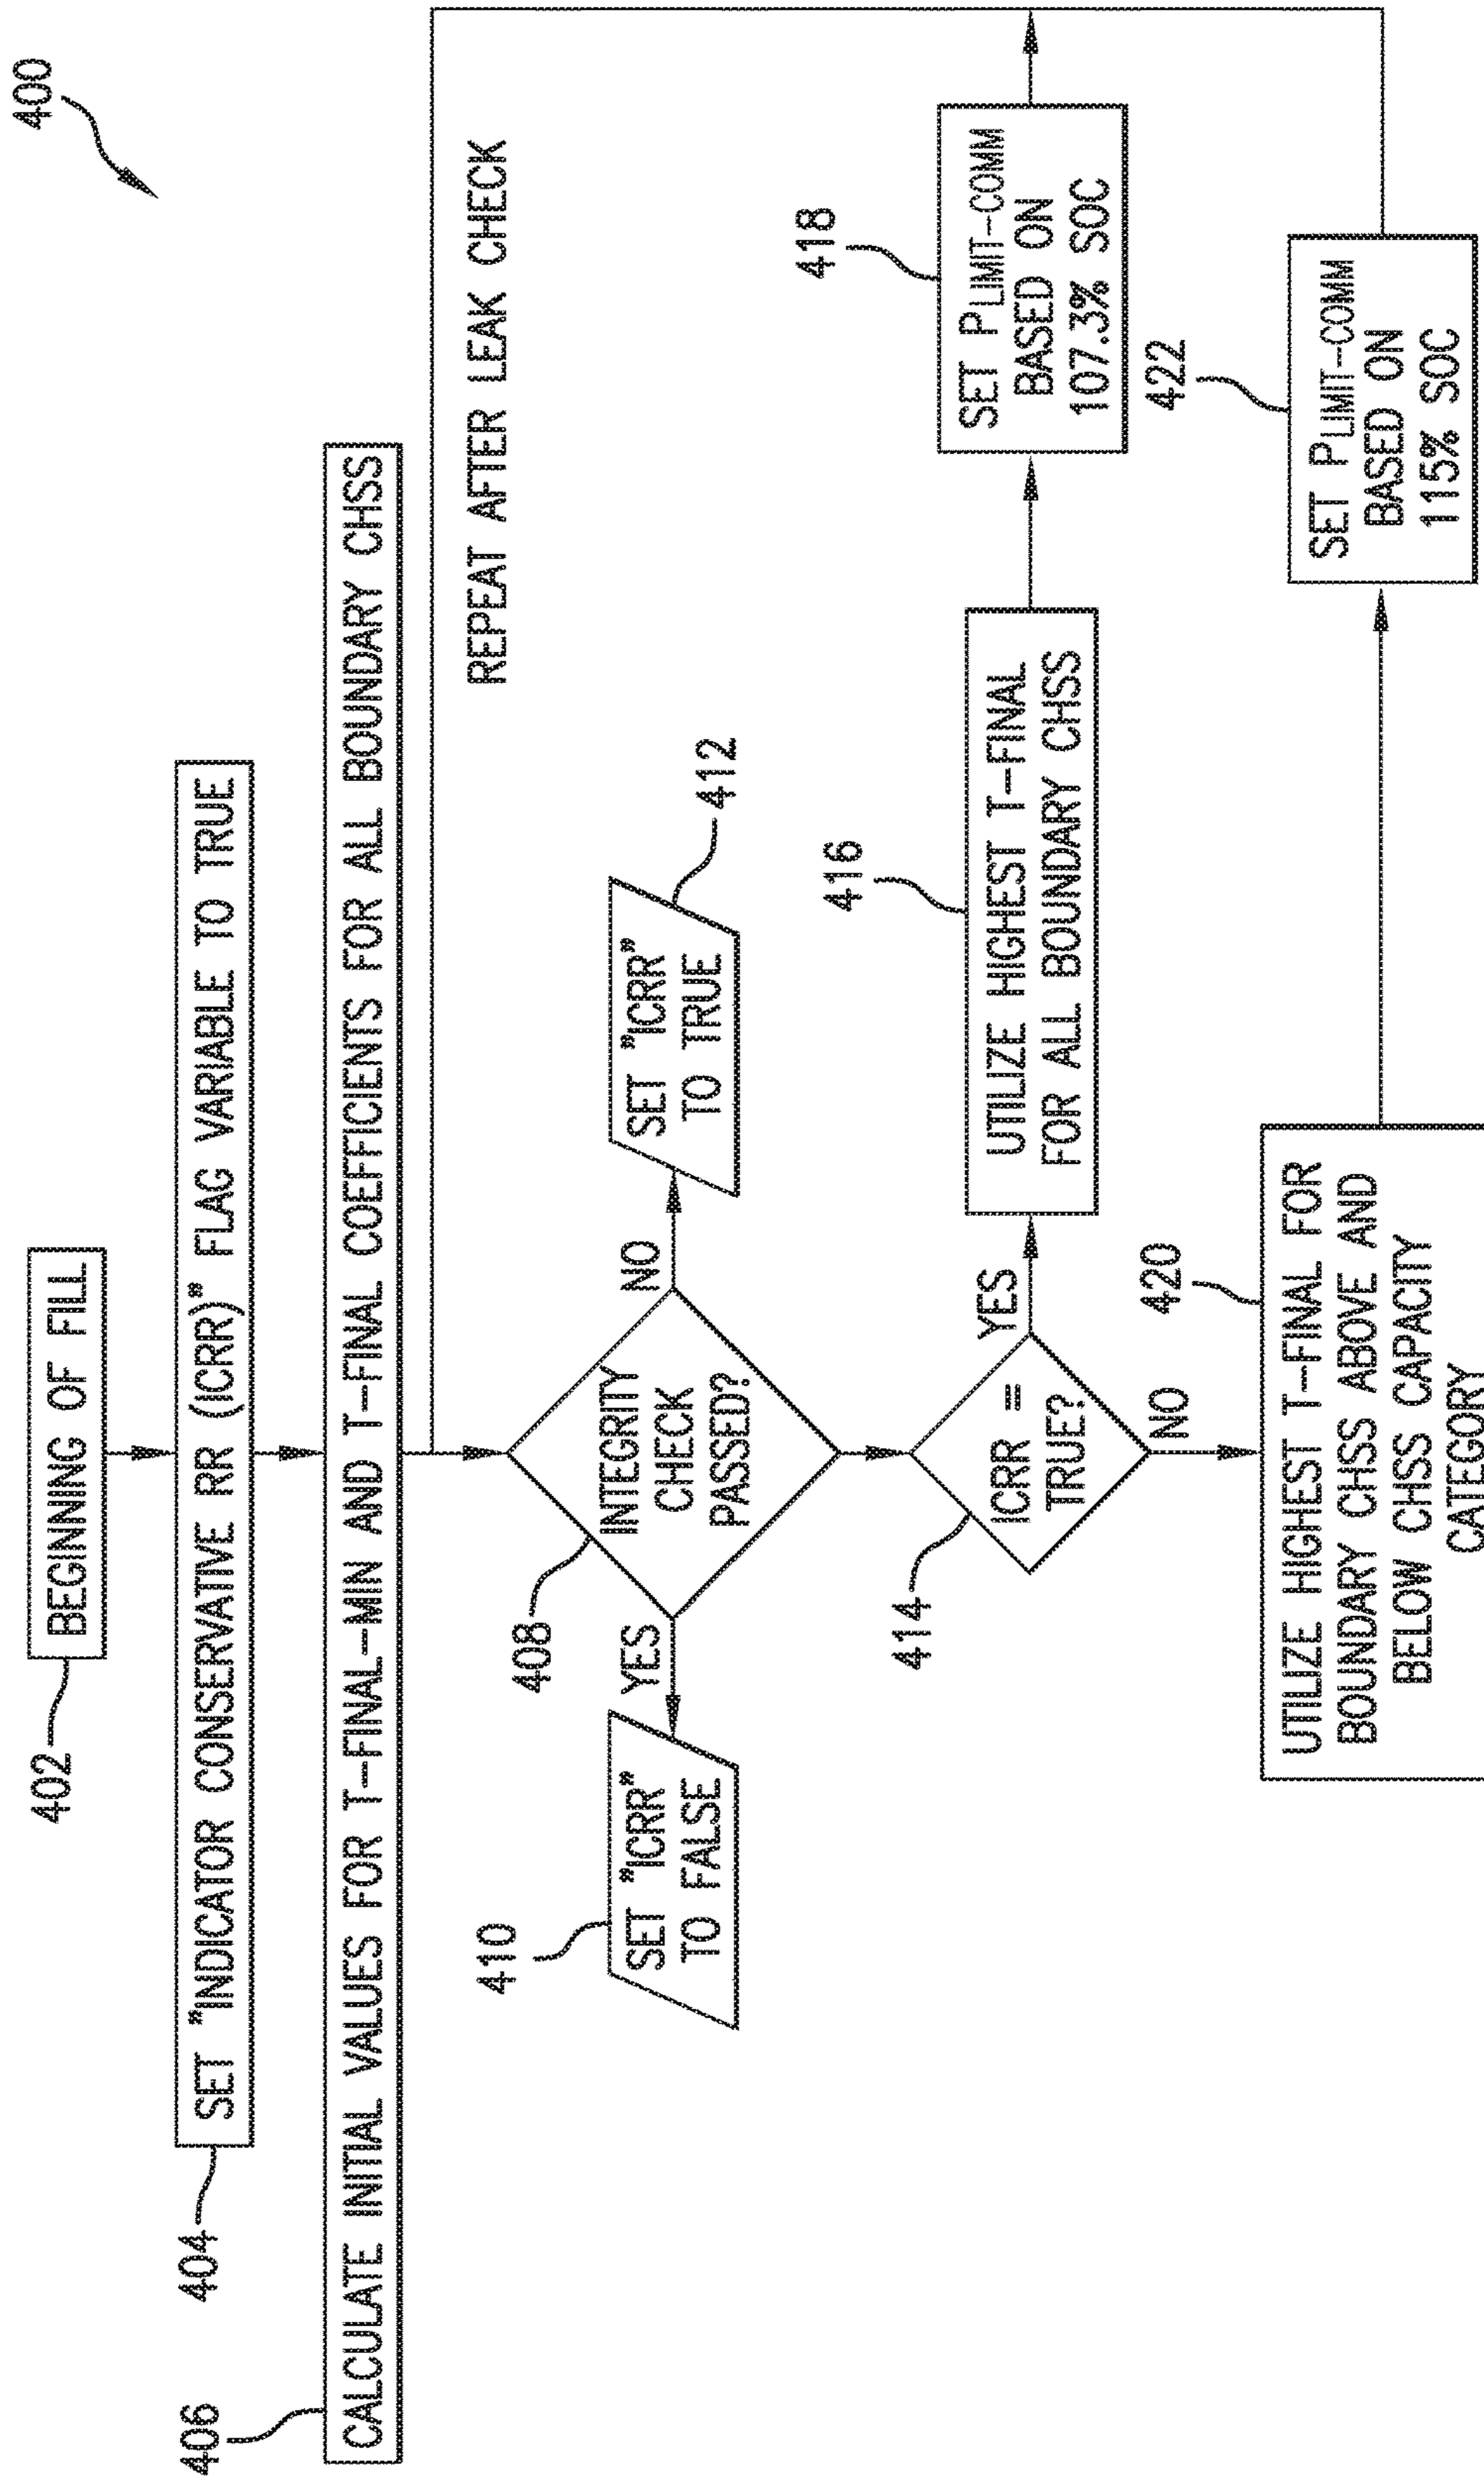 400
402
BEGINNING OF FILL
404
SET "INDICATOR CONSERVATIVE RR (ICRR)" FLAG VARIABLE TO TRUE
406
CALCULATE INITIAL VALUES FOR T-FINAL-MIN AND T-FINAL COEFFICIENTS FOR ALL BOUNDARY CHSS
REPEAT AFTER LEAK CHECK
408
INTEGRITY
CHECK
PASSED?
YES
NO
410
SET "ICRR"
TO FALSE
412
SET "ICRR"
TO TRUE
414
ICRR =
TRUE?
YES
NO
416
UTILIZE HIGHEST T-FINAL
FOR ALL BOUNDARY CHSS
418
SET PLIMIT-COMM
BASED ON
107.3% SOC
420
UTILIZE HIGHEST T-FINAL FOR
BOUNDARY CHSS ABOVE AND
BELOW CHSS CAPACITY
CATEGORY
422
SET PLIMIT-COMM
BASED ON
115% SOC